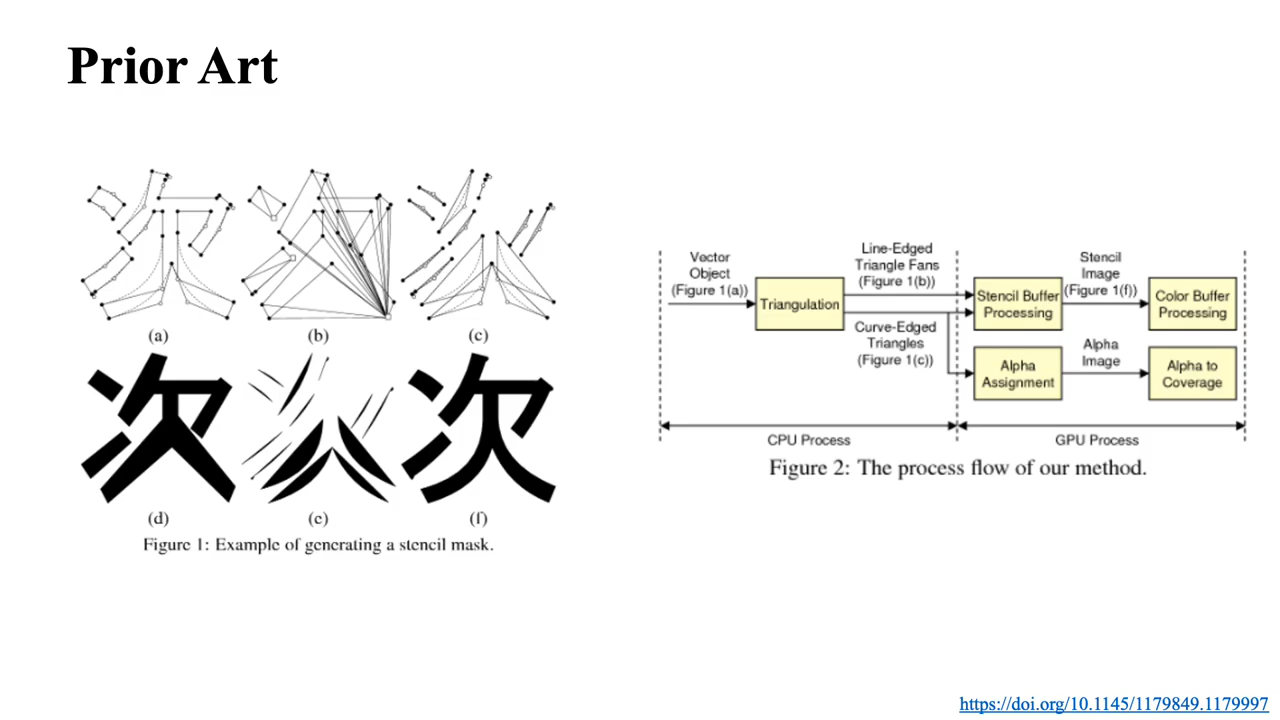 Prior Art
(a)
(b)
(c)
次
次
(d)
(e)
(f)
Figure 1: Example of generating a stencil mask.
Vector
Object
(Figure 1(a))
Triangulation
Line-Edged
Triangle Fans
(Figure 1(b))
Curve-Edged
Triangles
(Figure 1(c))
Stencil Buffer
Processing
Stencil
Image
(Figure 1(f))
Color Buffer
Processing
Alpha
Assignment
Alpha
Image
Alpha to
Coverage
CPU Process
GPU Process
Figure 2: The process flow of our method.
https://doi.org/10.1145/1179849.1179997